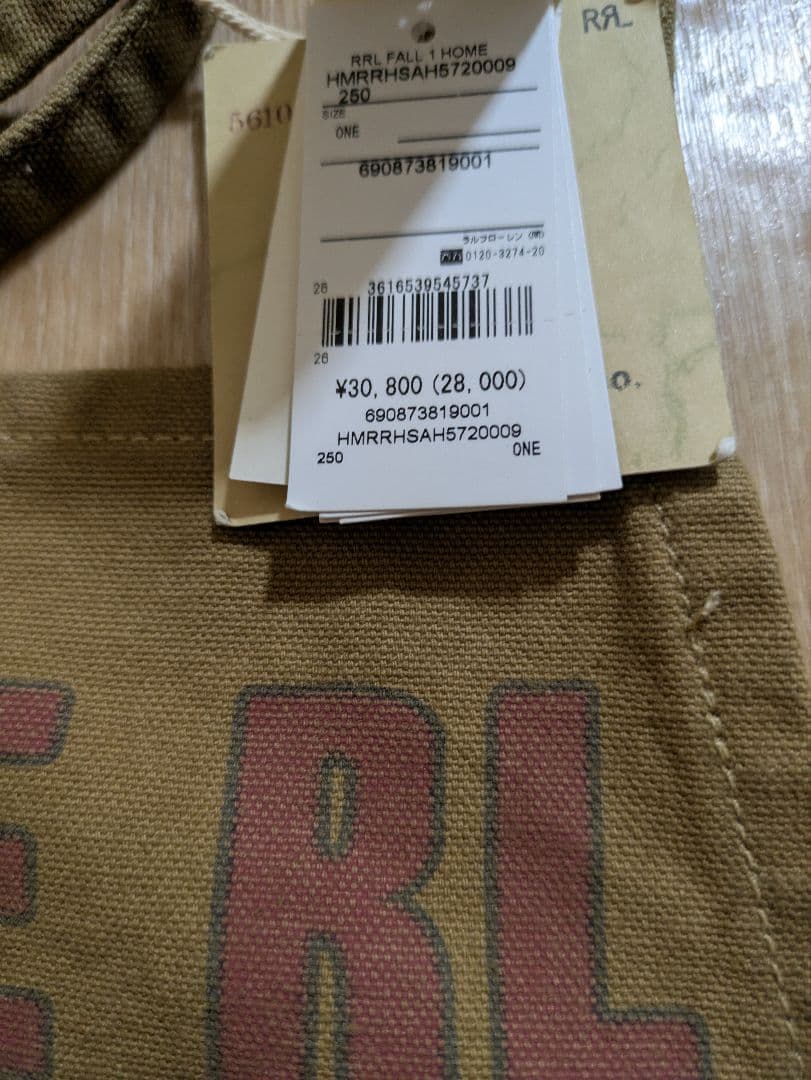 RRL FALL 1 HOME
HMRRHSAH5720009
250
SIZE
ONE
690873819001
ラルフローレン (株)
0120-3274-20
26
3616539545737
26
¥30,800 (28,000)
690873819001
HMRRHSAH5720009
250
ONE
5610
RRL
o.
RL